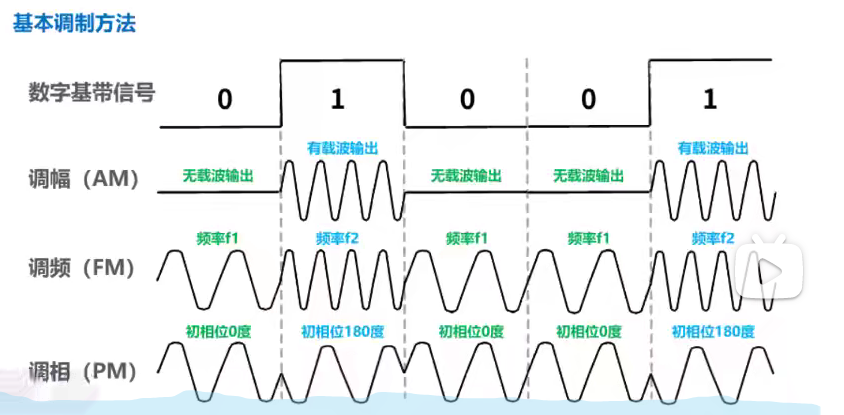 基本调制方法
数字基带信号 0 1 0 0 1
有载波输出 有载波输出
调幅（AM） 无载波输出 无载波输出 无载波输出
频率f1 频率f2 频率f1 频率f1 频率f2
调频（FM）
初相位0度 初相位180度 初相位0度 初相位0度 初相位180度
调相（PM）